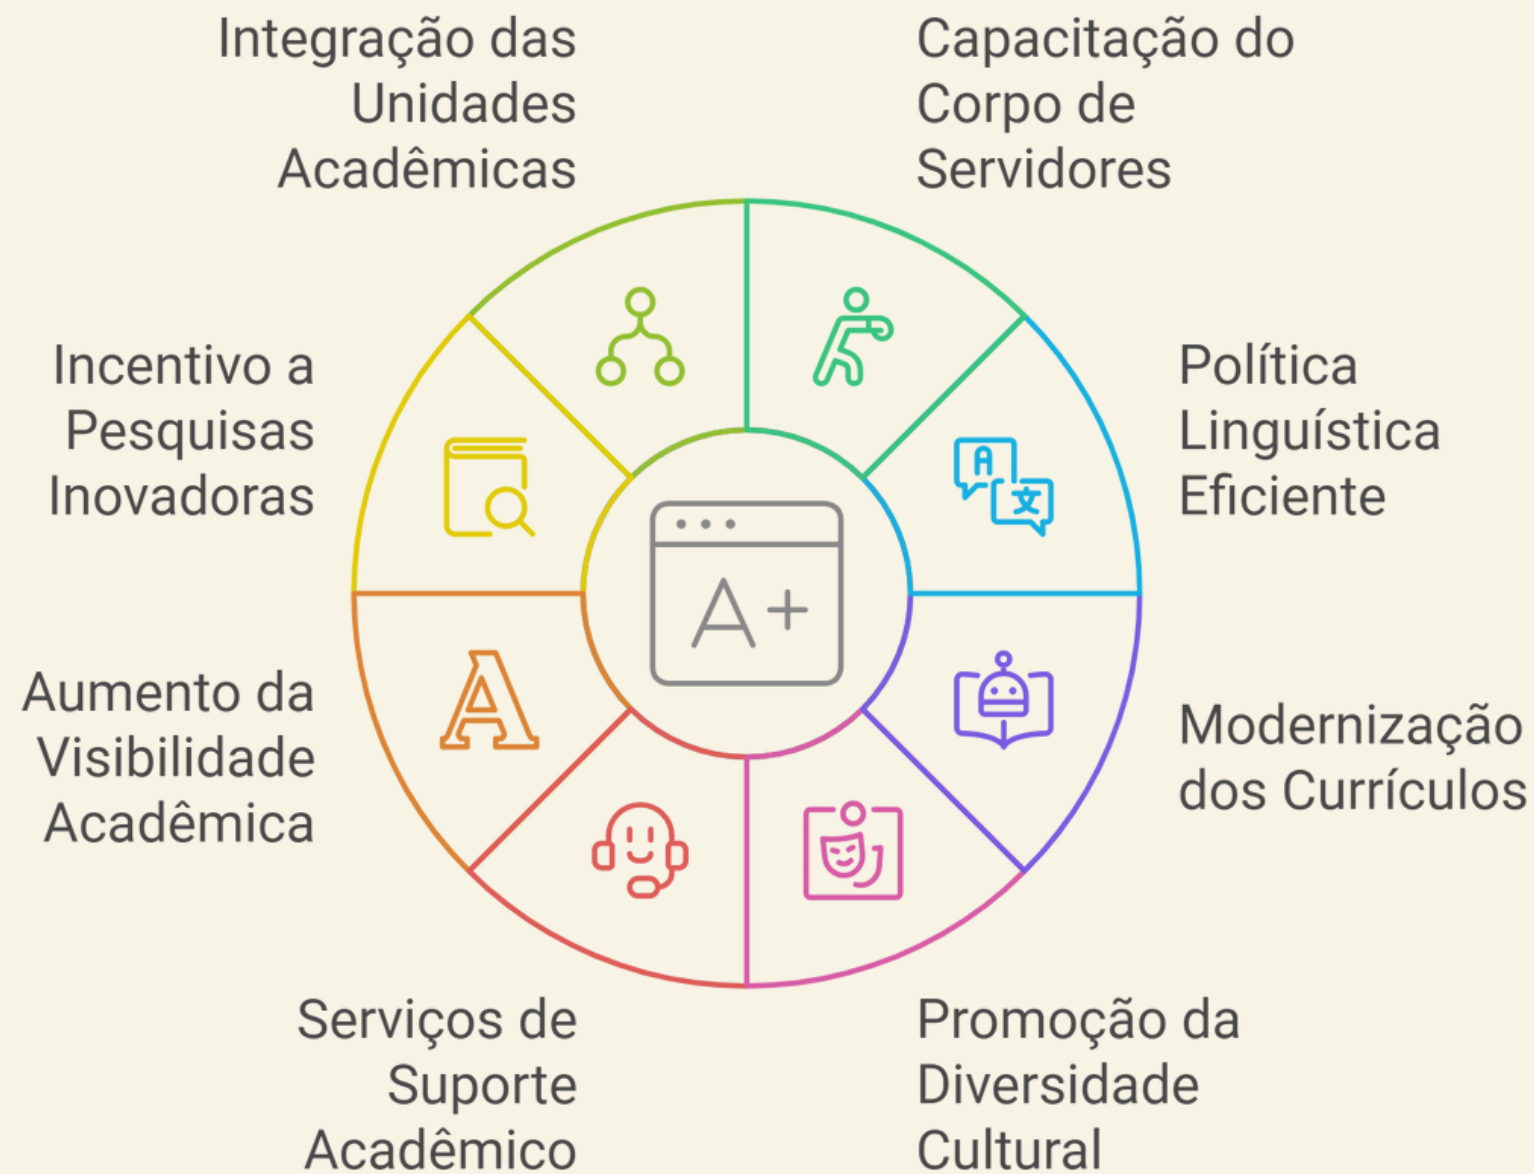 Integração das
Unidades
Acadêmicas
Capacitação do
Corpo de
Servidores
Incentivo a
Pesquisas
Inovadoras
Política
Linguística
Eficiente
A
文
A+
Aumento da
Visibilidade
Acadêmica
A
Modernização
dos Currículos
Serviços de
Suporte
Acadêmico
Promoção da
Diversidade
Cultural